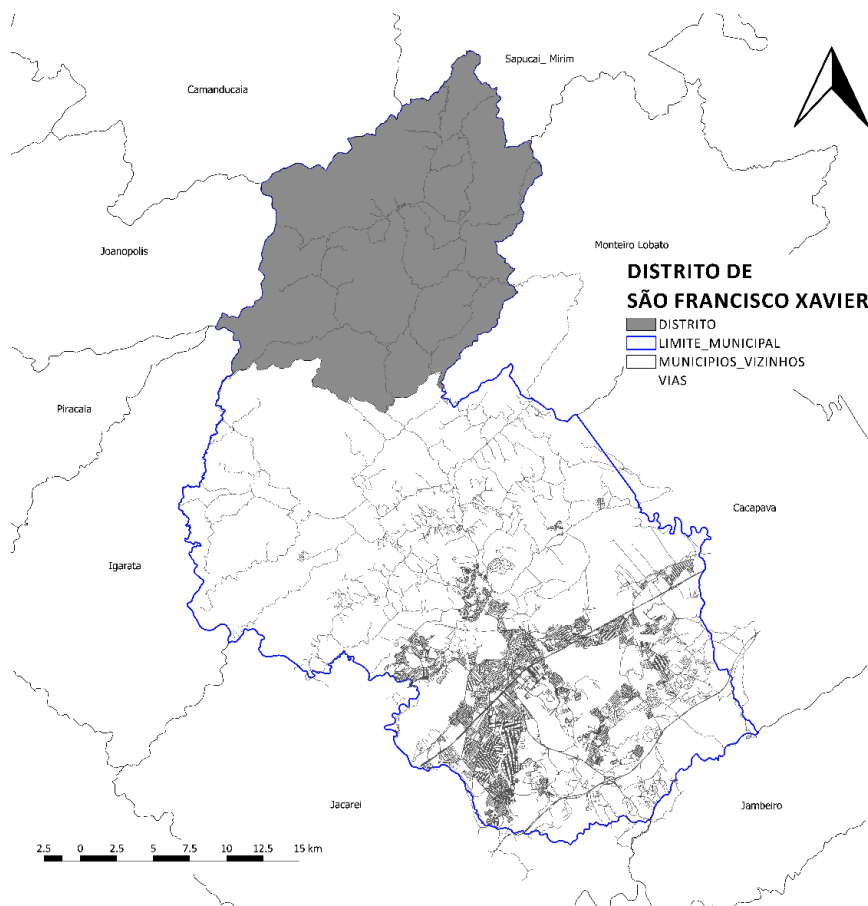 Sapucai_ Mirim
Camanducaia
Joanopolis
Monteiro Lobato
DISTRITO DE
SÃO FRANCISCO XAVIER
DISTRITO
LIMITE_MUNICIPAL
MUNICIPIOS_VIZINHOS
VIAS
Piracaia
Cacapava
Igarata
Jacarei
Jambeiro
2.5 0 2.5 5 7.5 10 12.5 15 km